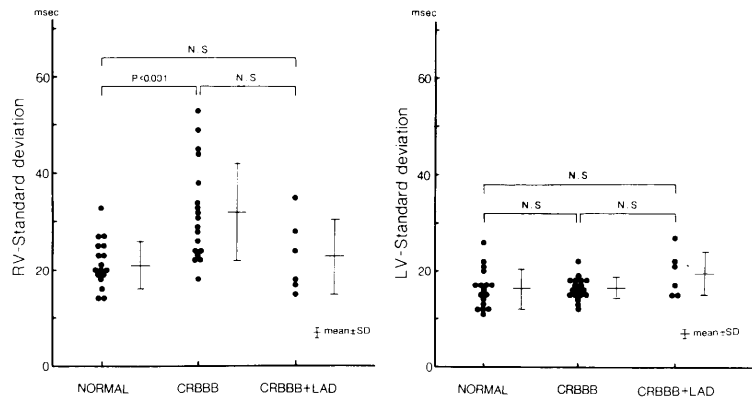 msec
60
40
20
0
RV-Standard deviation
N.S
P<0.001
N.S
mean±SD
NORMAL
CRBBB
CRBBB+LAD
msec
60
40
20
0
LV-Standard deviation
N.S
N.S
N.S
mean±SD
NORMAL
CRBBB
CRBBB+LAD